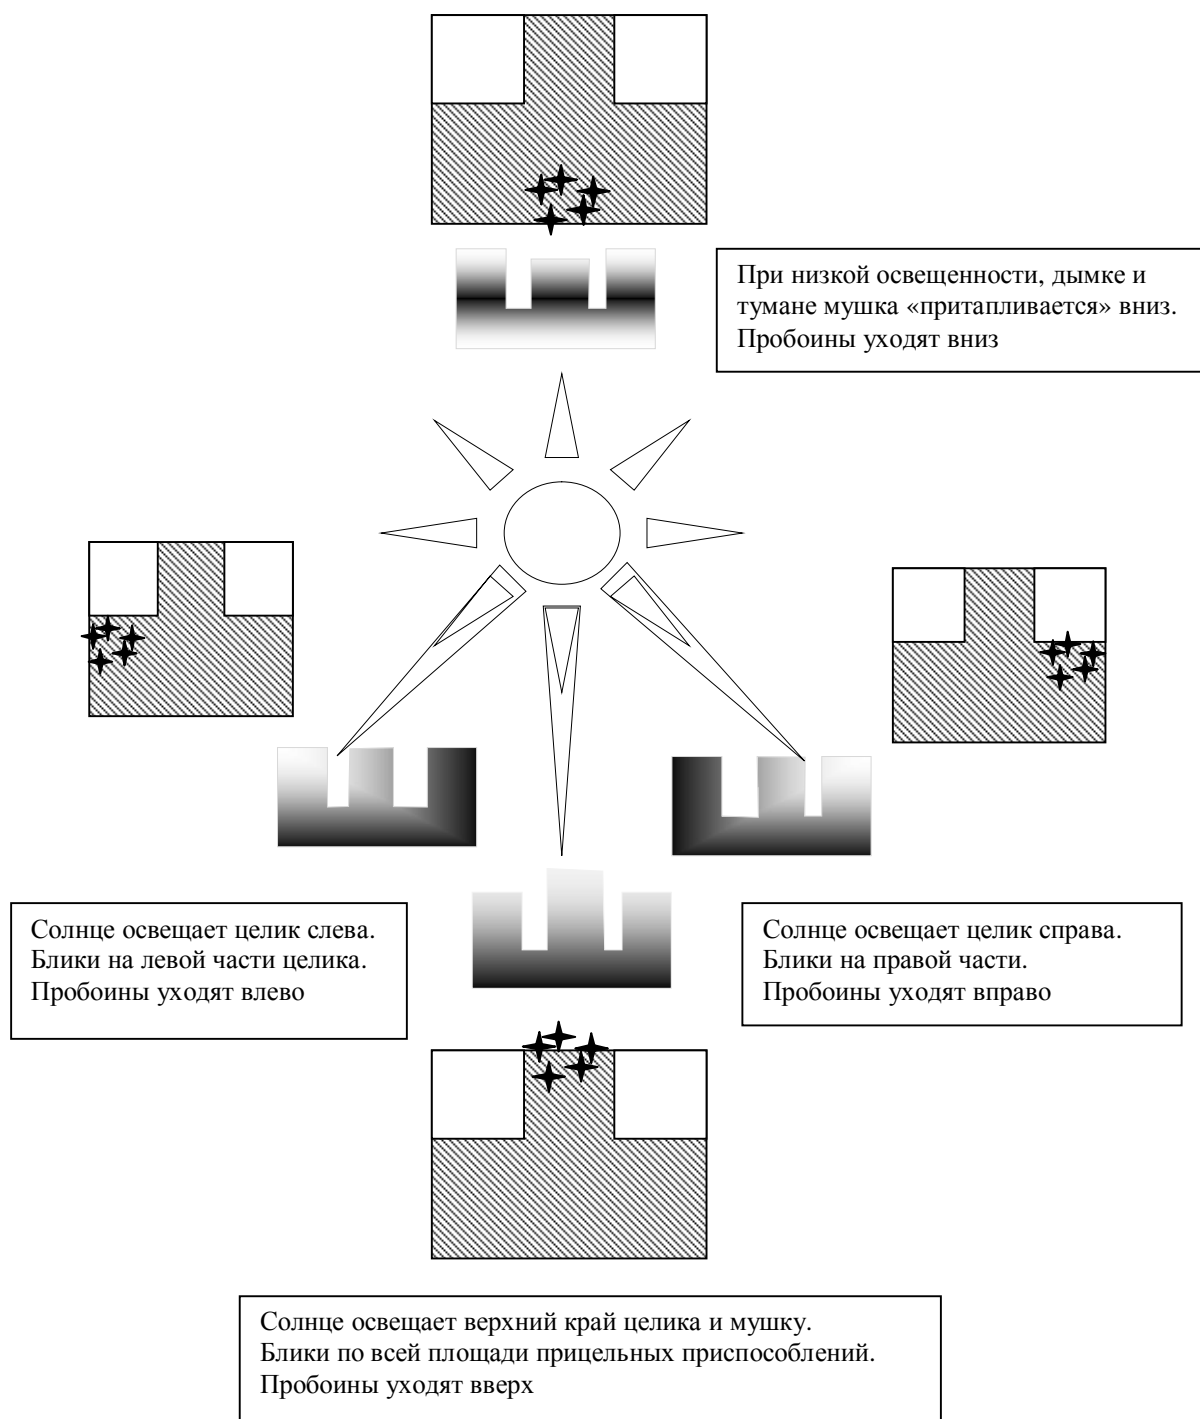 При низкой освещенности, дымке и
тумане мушка «притапливается» вниз.
Пробоины уходят вниз
Солнце освещает целик слева.
Блики на левой части целика.
Пробоины уходят влево
Солнце освещает целик справа.
Блики на правой части.
Пробоины уходят вправо
Солнце освещает верхний край целика и мушку.
Блики по всей площади прицельных приспособлений.
Пробоины уходят вверх